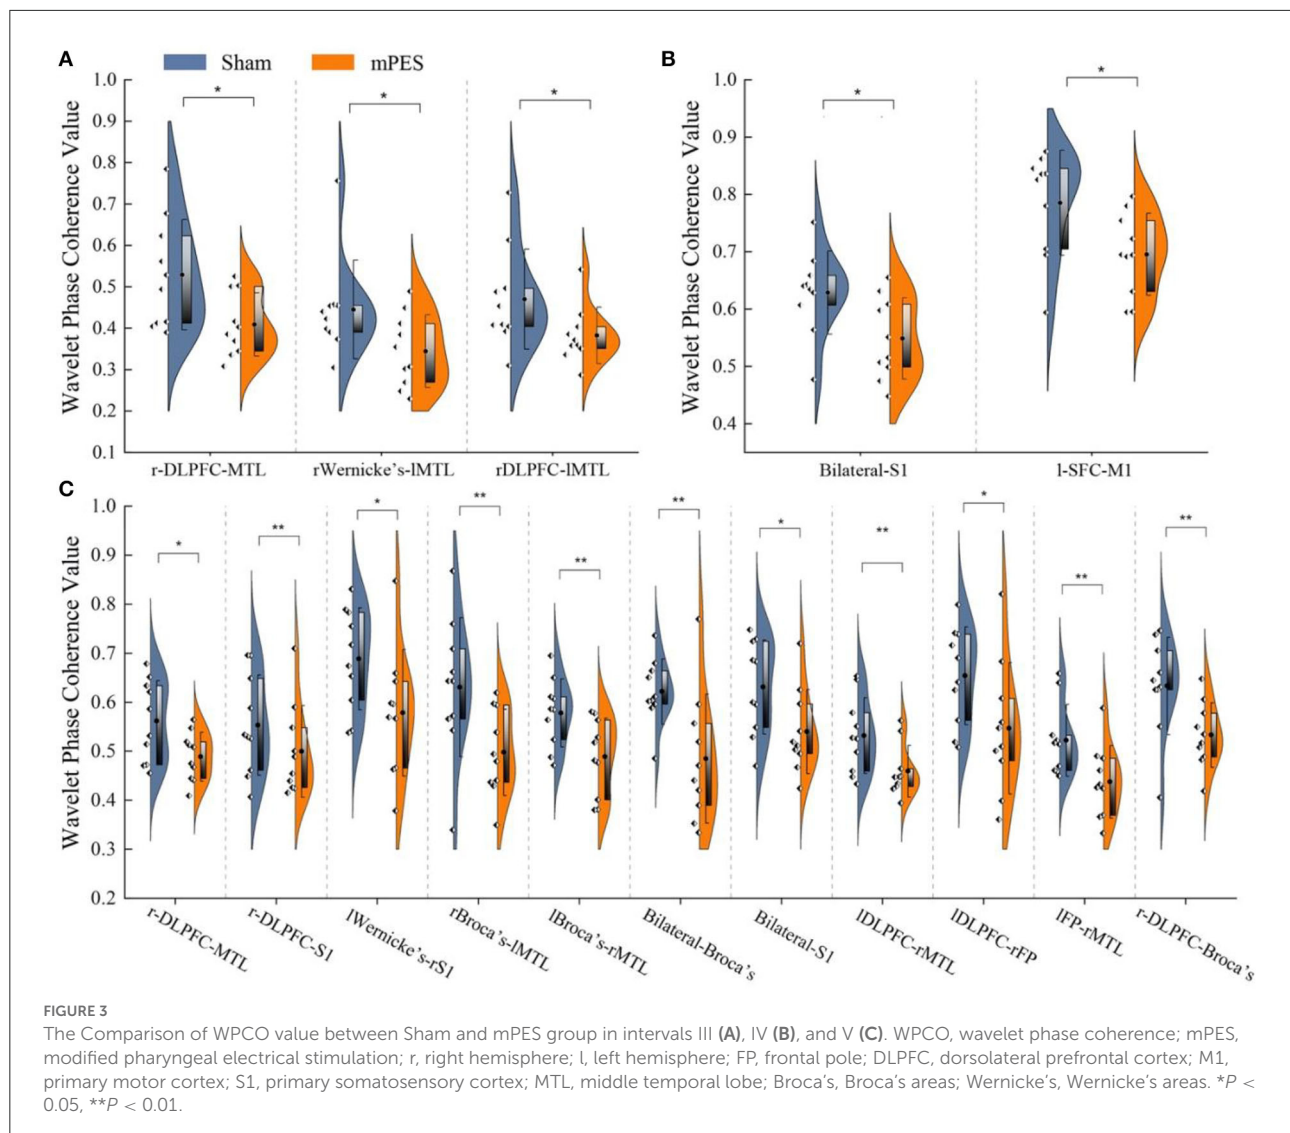 A
Sham
mPES
Wavelet Phase Coherence Value
1.0
0.9
0.8
0.7
0.6
0.5
0.4
0.3
0.2
0.1
*
*
*
r-DLPFC-MTL
rWernicke's-lMTL
rDLPFC-lMTL
B
Wavelet Phase Coherence Value
1.0
0.9
0.8
0.7
0.6
0.5
0.4
*
*
Bilateral-S1
l-SFC-M1
C
Wavelet Phase Coherence Value
1.0
0.9
0.8
0.7
0.6
0.5
0.4
0.3
0.2
*
**
*
**
**
**
*
**
*
**
**
r-DLPFC-MTL
r-DLPFC-S1
lWernicke's-rS1
rBroca's-lMTL
lBroca's-rMTL
Bilateral-Broca's
Bilateral-S1
lDLPFC-rMTL
lDLPFC-rFP
lFP-rMTL
r-DLPFC-Broca's
FIGURE 3
The Comparison of WPCO value between Sham and mPES group in intervals III (A), IV (B), and V (C). WPCO, wavelet phase coherence; mPES,
modified pharyngeal electrical stimulation; r, right hemisphere; l, left hemisphere; FP, frontal pole; DLPFC, dorsolateral prefrontal cortex; M1,
primary motor cortex; S1, primary somatosensory cortex; MTL, middle temporal lobe; Broca's, Broca's areas; Wernicke's, Wernicke's areas. *P <
0.05, **P < 0.01.